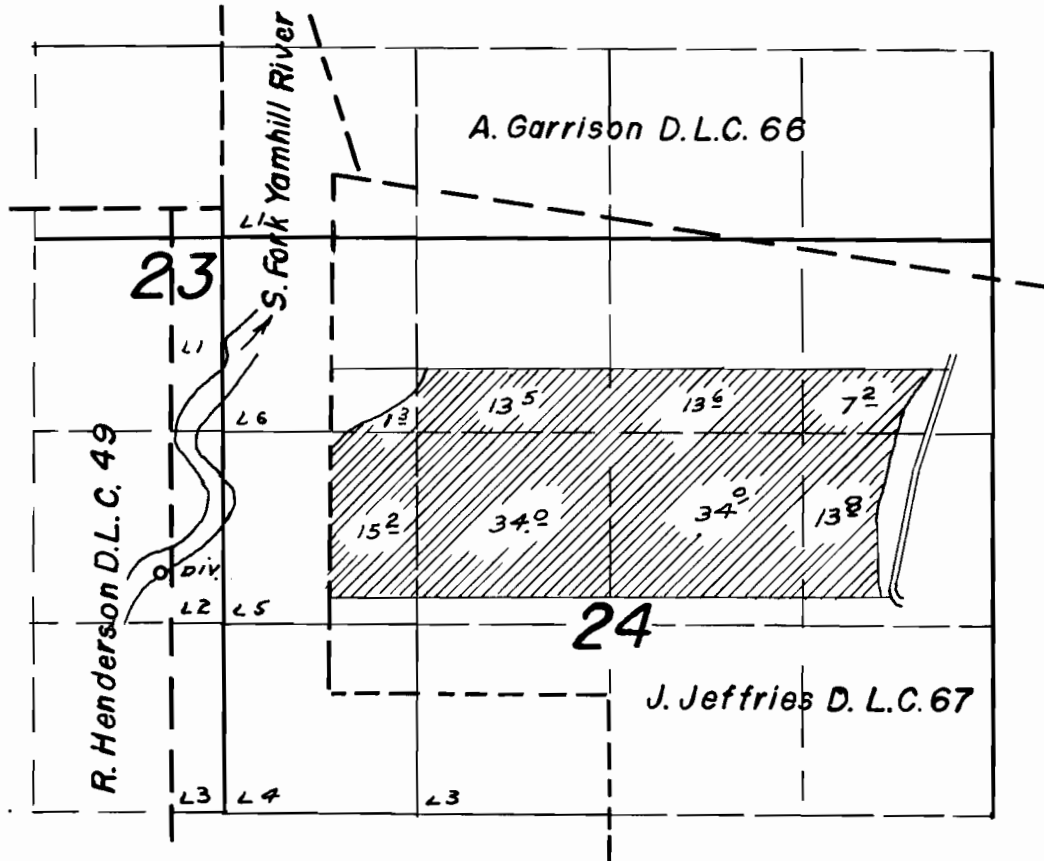 S. Fork Yamhill River
A. Garrison D.L.C. 66
L1
23
L1
L6
R. Henderson D.L.C. 49
1 3
13 5
13 6
7 2
15 2
34.0
34 0
13 8
DIV.
L2
L5
24
J. Jeffries D.L.C. 67
L3
L4
L3